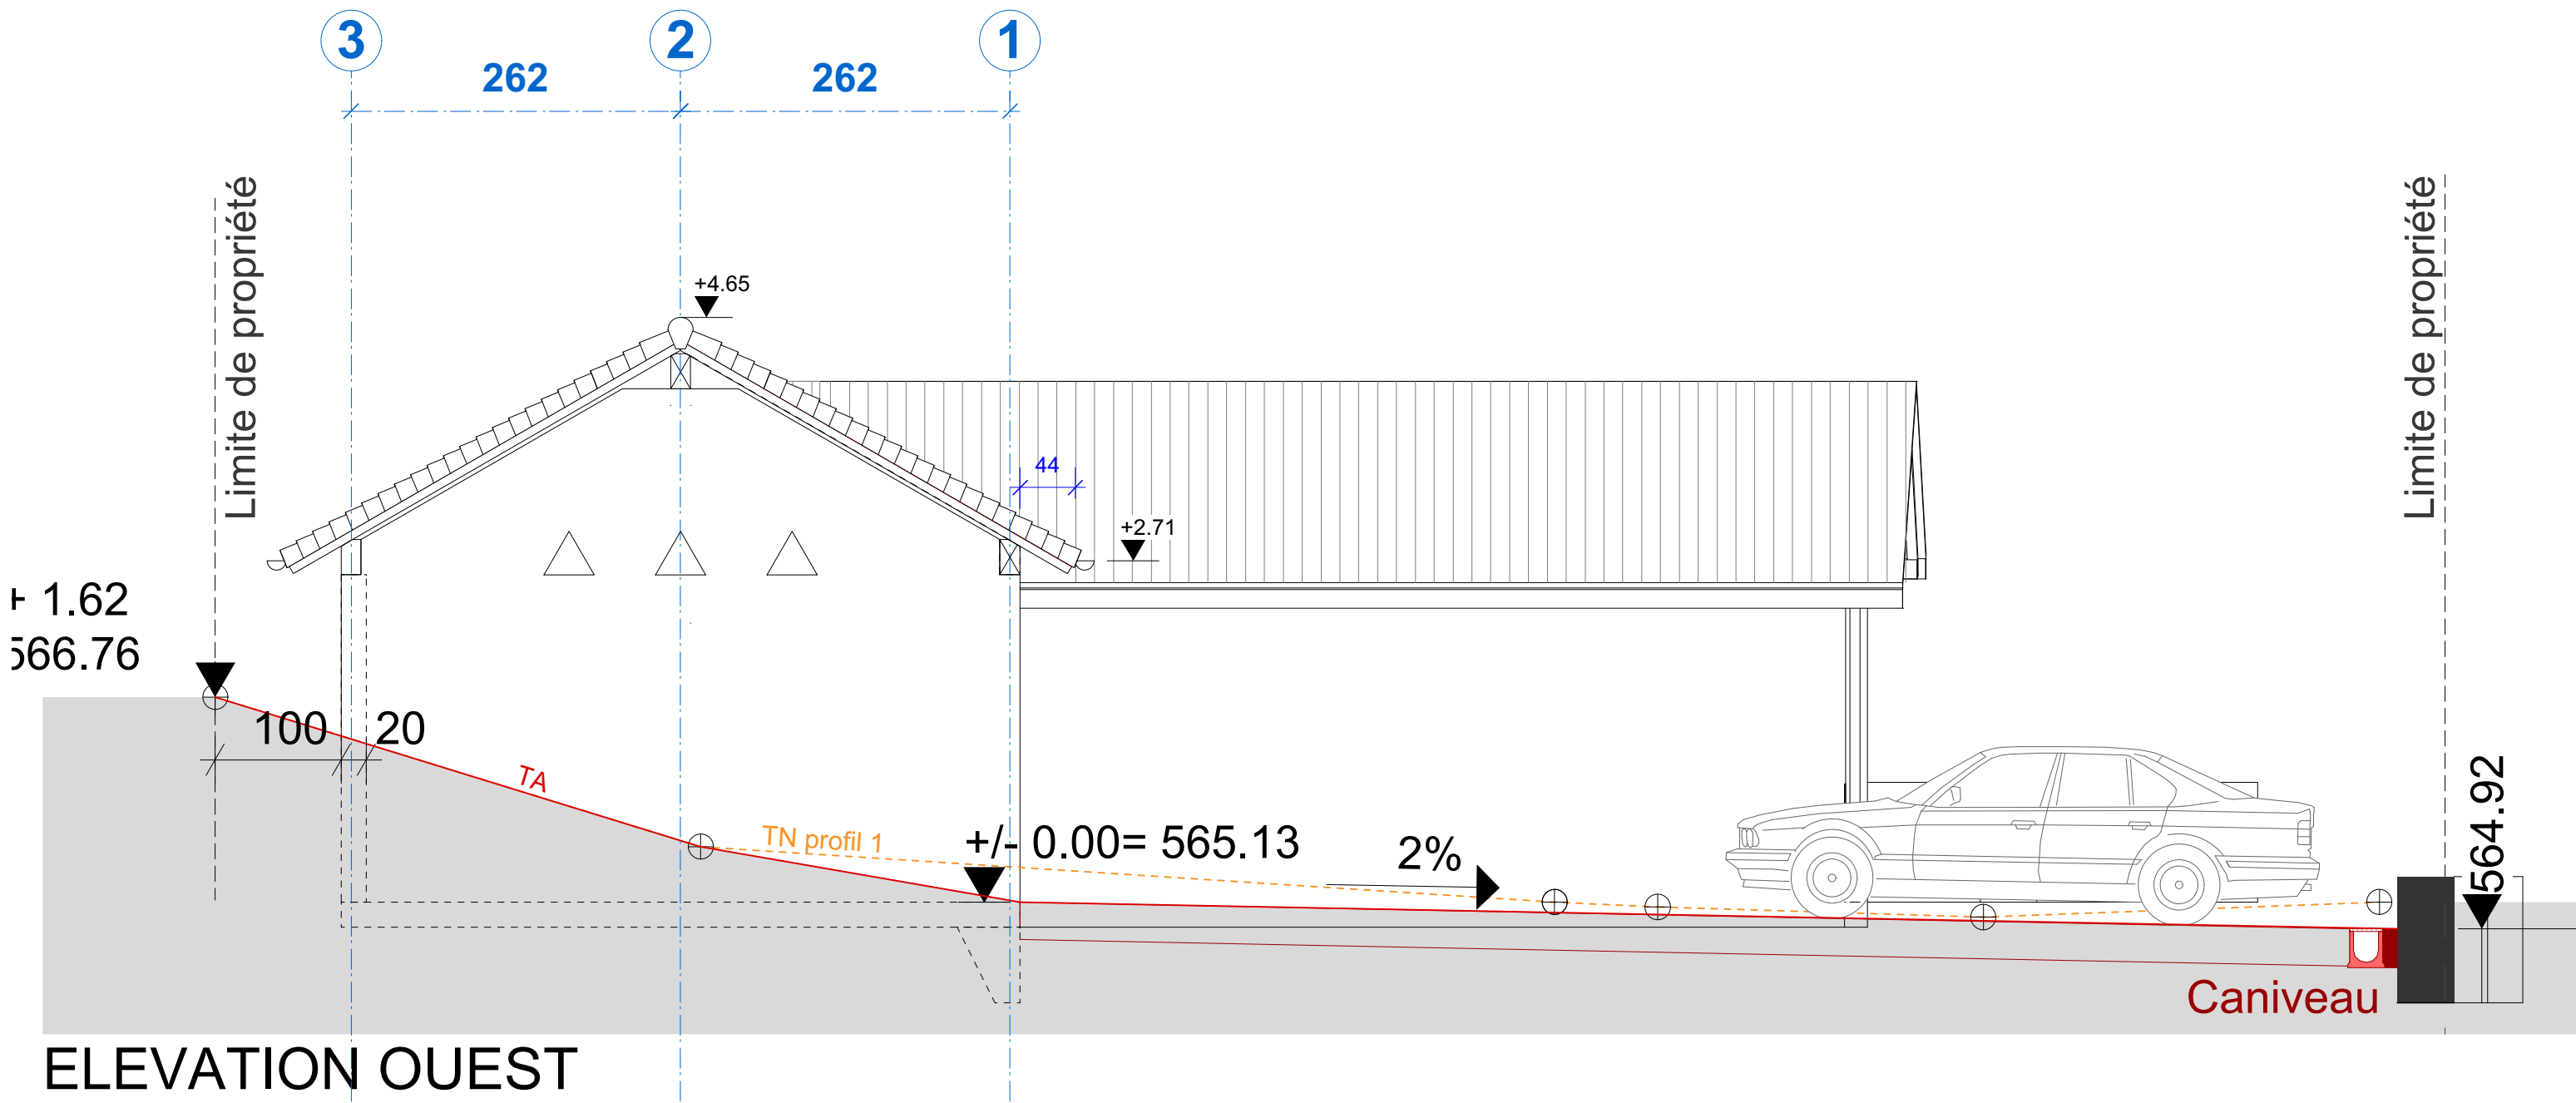 3
2
1
262
262
Limite de propriété
Limite de propriété
+4.65
44
+2.71
+ 1.62
566.76
100
20
TA
TN profil 1
+/- 0.00= 565.13
2%
564.92
Caniveau
ELEVATION OUEST